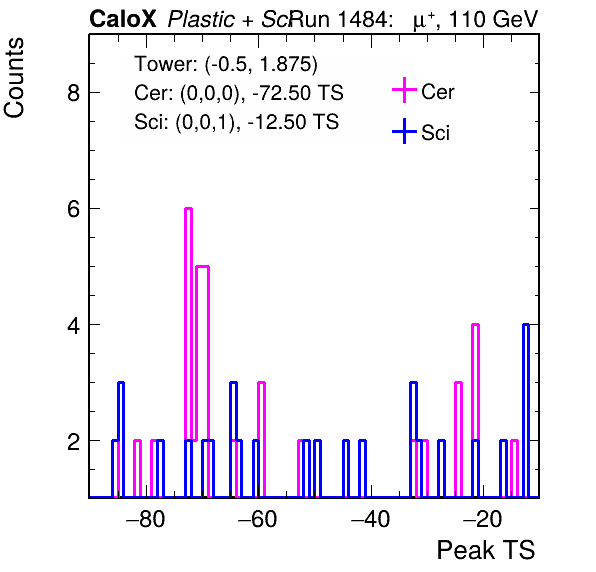 CaloX Plastic + SciRun 1484: μ⁺, 110 GeV
Counts
Tower: (-0.5, 1.875)
Cer: (0,0,0), -72.50 TS
Sci: (0,0,1), -12.50 TS
Cer
Sci
8
6
4
2
−80 −60 −40 −20
Peak TS